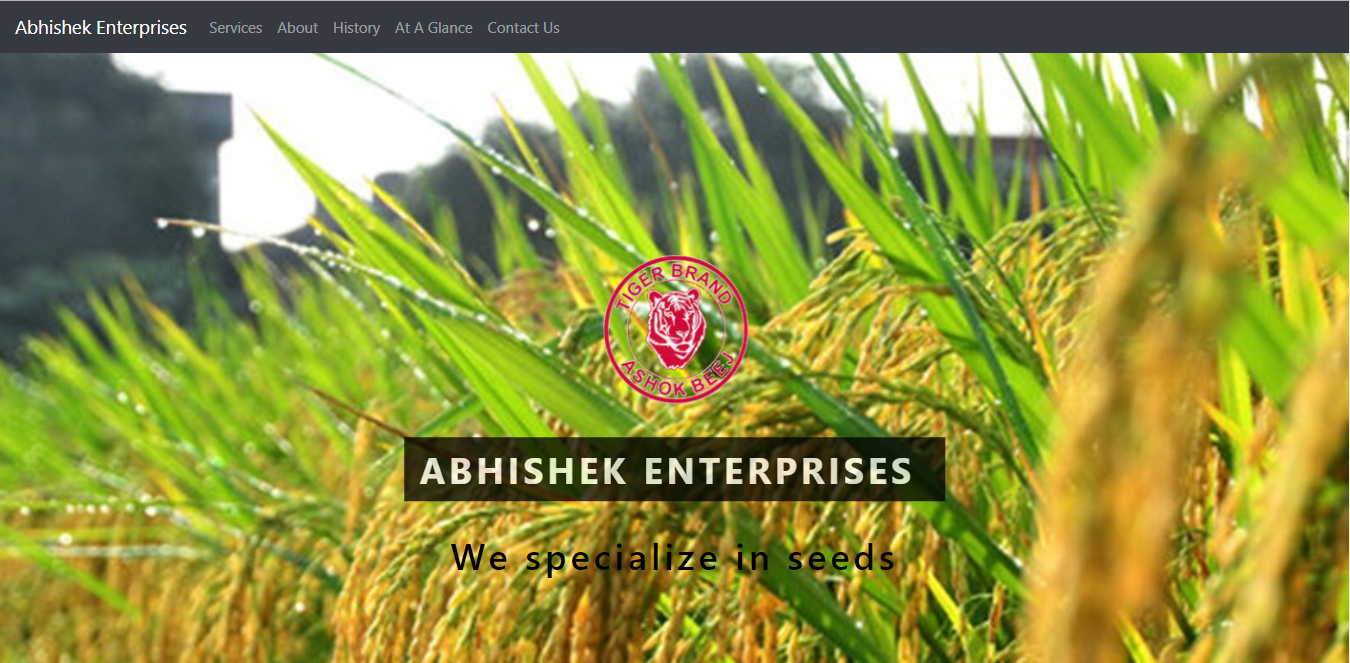 Abhishek Enterprises Services About History At A Glance Contact Us
TIGER BRAND
ASHOK BEEJ
ABHISHEK ENTERPRISES
We specialize in seeds